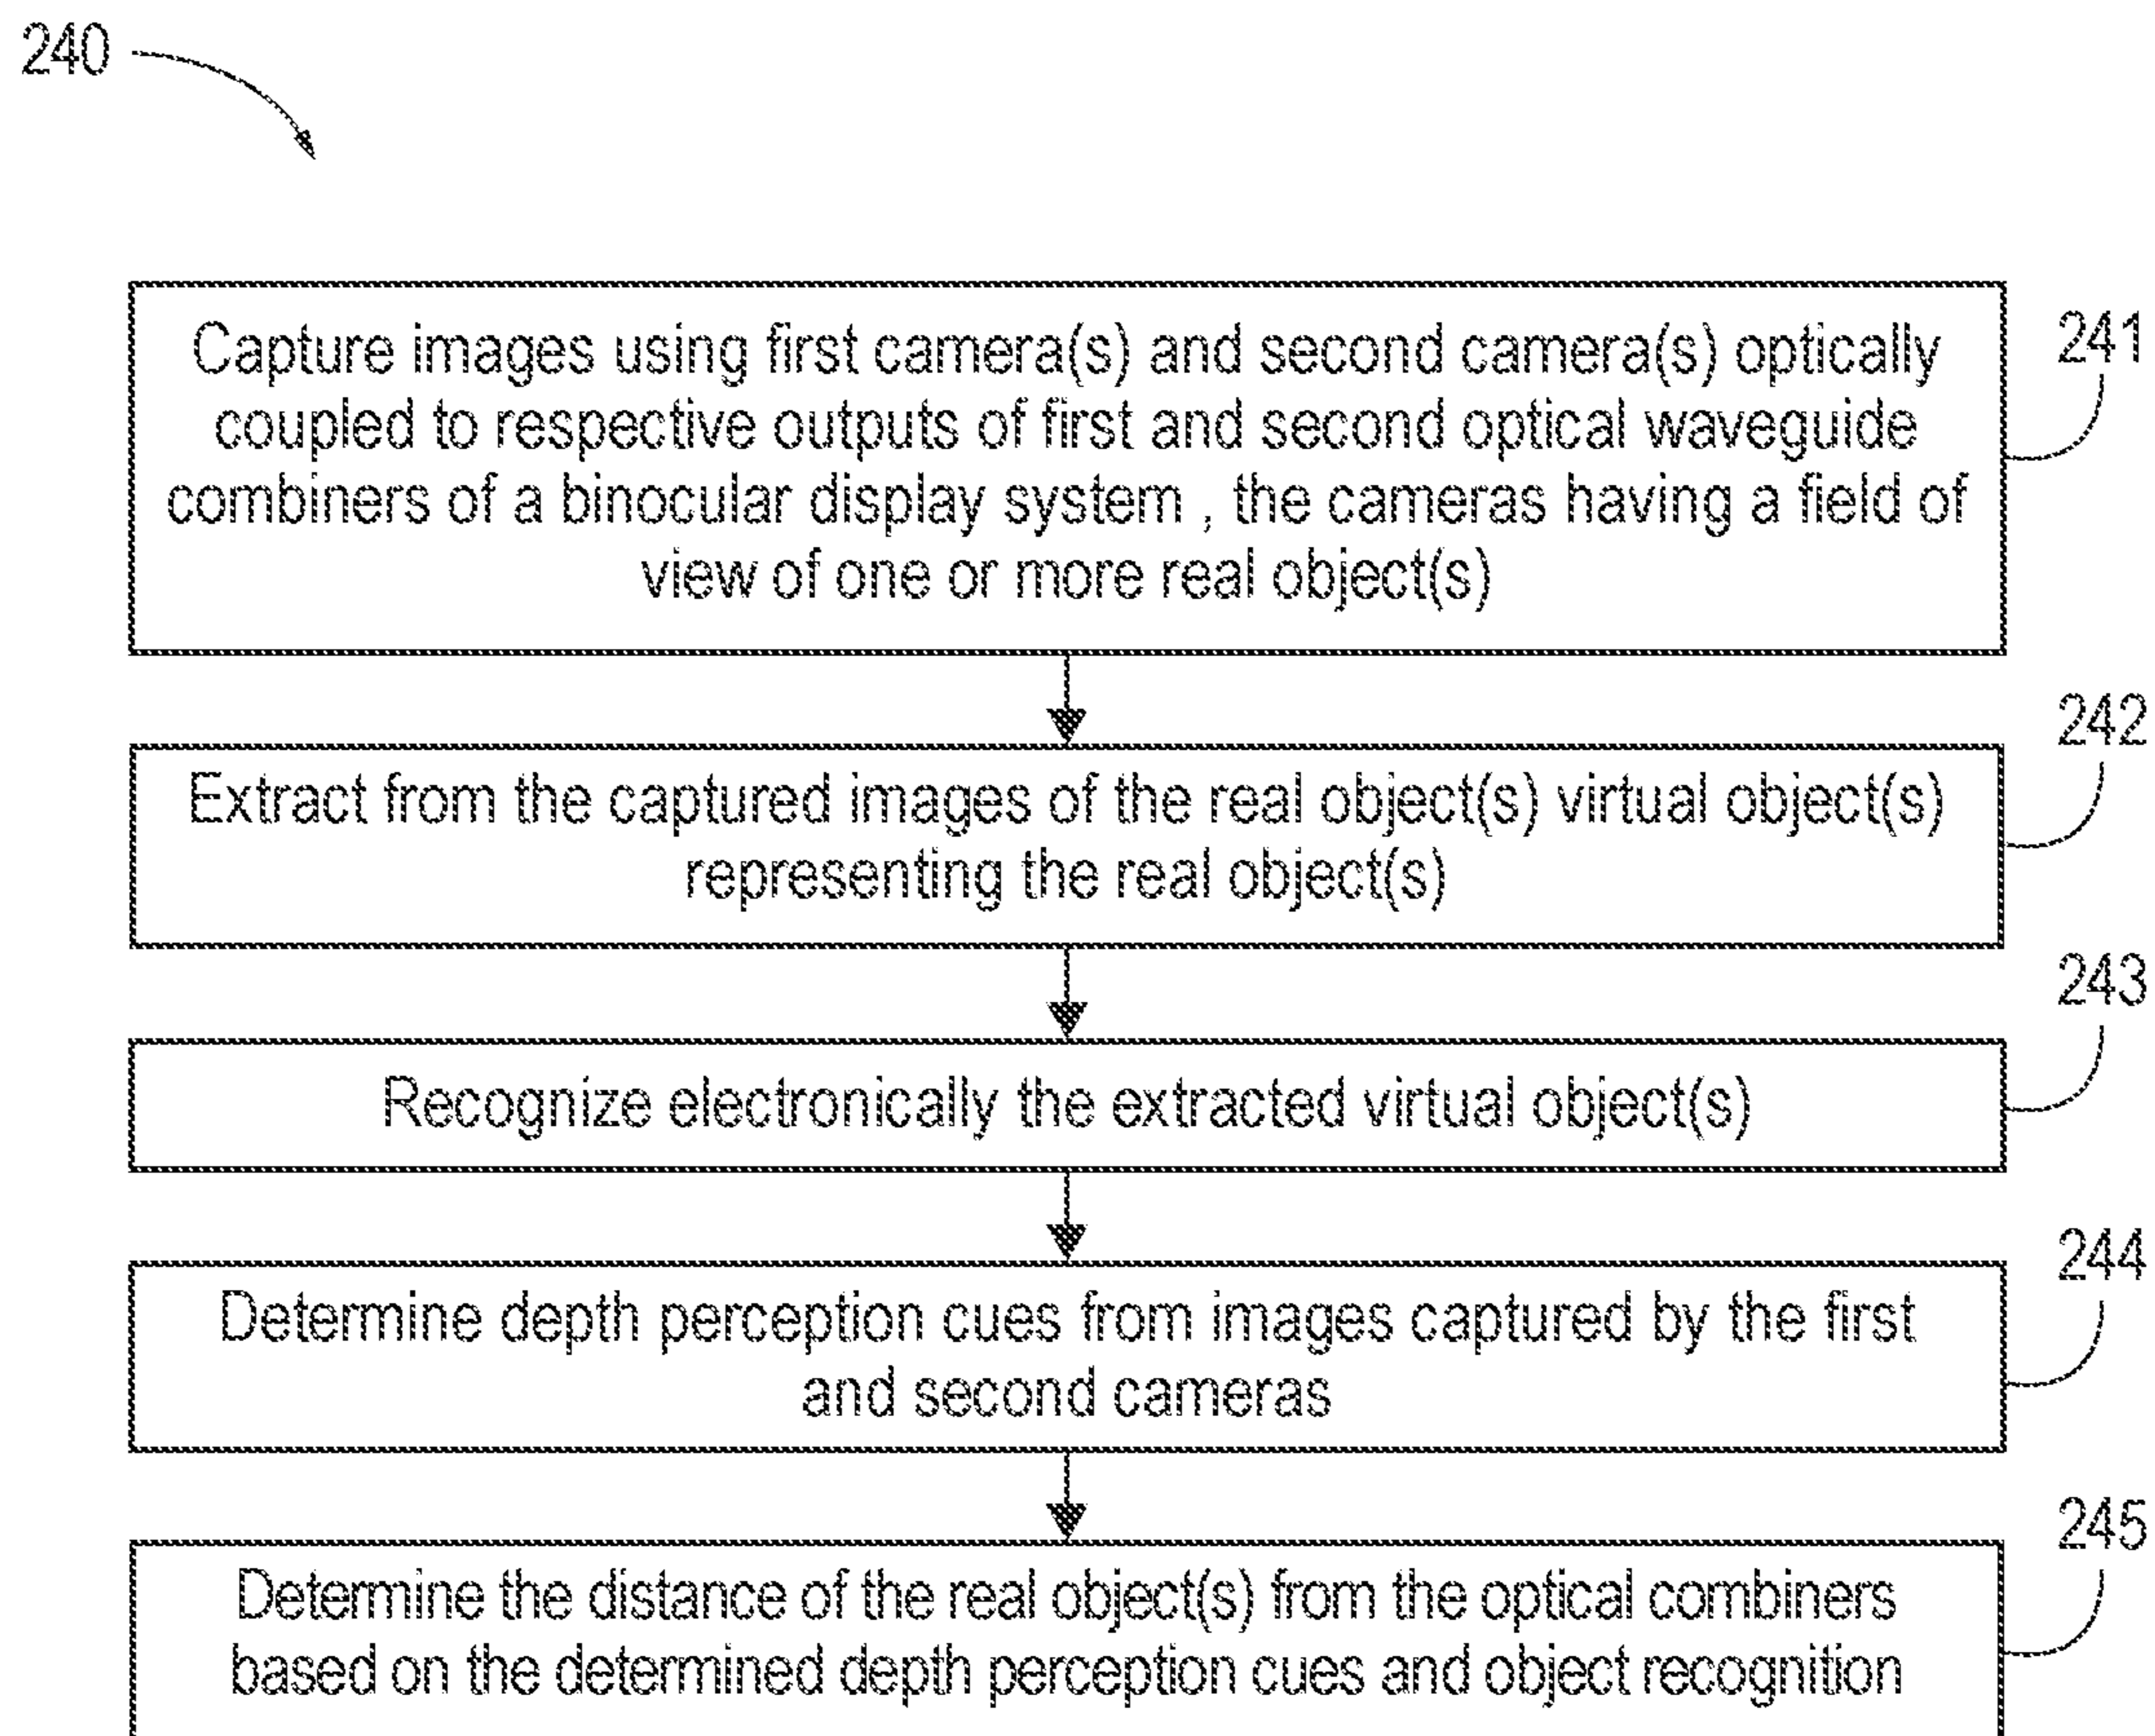 240
Capture images using first camera(s) and second camera(s) optically
coupled to respective outputs of first and second optical waveguide
combiners of a binocular display system , the cameras having a field of
view of one or more real object(s)
241
Extract from the captured images of the real object(s) virtual object(s)
representing the real object(s)
242
Recognize electronically the extracted virtual object(s)
243
Determine depth perception cues from images captured by the first
and second cameras
244
Determine the distance of the real object(s) from the optical combiners
based on the determined depth perception cues and object recognition
245